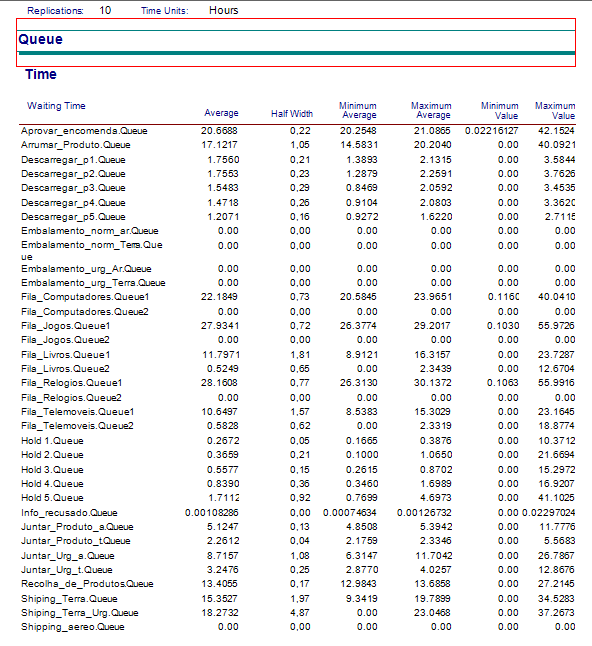 Replications: 10 Time Units: Hours
Queue
Time
Waiting Time Average Half Width Minimum Average Maximum Average Minimum Value Maximum Value
Aprovar_encomenda.Queue 20.6688 0,22 20.2548 21.0865 0.02216127 42.1524
Arrumar_Produto.Queue 17.1217 1,05 14.5831 20.2040 0.00 40.0921
Descarregar_p1.Queue 1.7560 0,21 1.3893 2.1315 0.00 3.5844
Descarregar_p2.Queue 1.7553 0,23 1.2879 2.2591 0.00 3.7626
Descarregar_p3.Queue 1.5483 0,29 0.8469 2.0592 0.00 3.4535
Descarregar_p4.Queue 1.4718 0,26 0.9104 2.0803 0.00 3.3620
Descarregar_p5.Queue 1.2071 0,16 0.9272 1.6220 0.00 2.7115
Embalamento_norm_ar.Queue 0.00 0,00 0.00 0.00 0.00 0.00
Embalamento_norm_Terra.Que 0.00 0,00 0.00 0.00 0.00 0.00
ue
Embalamento_urg_Ar.Queue 0.00 0,00 0.00 0.00 0.00 0.00
Embalamento_urg_Terra.Queue 0.00 0,00 0.00 0.00 0.00 0.00
Fila_Computadores.Queue1 22.1849 0,73 20.5845 23.9651 0.1160 40.0410
Fila_Computadores.Queue2 0.00 0,00 0.00 0.00 0.00 0.00
Fila_Jogos.Queue1 27.9341 0,72 26.3774 29.2017 0.1030 55.9726
Fila_Jogos.Queue2 0.00 0,00 0.00 0.00 0.00 0.00
Fila_Livros.Queue1 11.7971 1,81 8.9121 16.3157 0.00 23.7287
Fila_Livros.Queue2 0.5249 0,65 0.00 2.3439 0.00 12.6704
Fila_Relogios.Queue1 28.1608 0,77 26.3130 30.1372 0.1063 55.9916
Fila_Relogios.Queue2 0.00 0,00 0.00 0.00 0.00 0.00
Fila_Telemoveis.Queue1 10.6497 1,57 8.5383 15.3029 0.00 23.1645
Fila_Telemoveis.Queue2 0.5828 0,62 0.00 2.3319 0.00 18.8774
Hold 1.Queue 0.2672 0,05 0.1665 0.3876 0.00 10.3712
Hold 2.Queue 0.3659 0,21 0.1000 1.0650 0.00 21.6694
Hold 3.Queue 0.5577 0,15 0.2615 0.8702 0.00 15.2972
Hold 4.Queue 0.8390 0,36 0.3460 1.6989 0.00 16.9207
Hold 5.Queue 1.7112 0,92 0.7699 4.6973 0.00 41.1025
Info_recusado.Queue 0.00108286 0,00 0.00074634 0.00126732 0.00 0.02297024
Juntar_Produto_a.Queue 5.1247 0,13 4.8508 5.3942 0.00 11.7776
Juntar_Produto_t.Queue 2.2612 0,04 2.1759 2.3346 0.00 5.5683
Juntar_Urg_a.Queue 8.7157 1,08 6.3147 11.7042 0.00 26.7867
Juntar_Urg_t.Queue 3.2476 0,25 2.8770 4.0257 0.00 12.8676
Recolha_de_Produtos.Queue 13.4055 0,17 12.9843 13.6858 0.00 27.2145
Shiping_Terra.Queue 15.3527 1,97 9.3419 19.7899 0.00 34.5283
Shiping_Terra_Urg.Queue 18.2732 4,87 0.00 23.0468 0.00 37.2673
Shipping_aereo.Queue 0.00 0,00 0.00 0.00 0.00 0.00